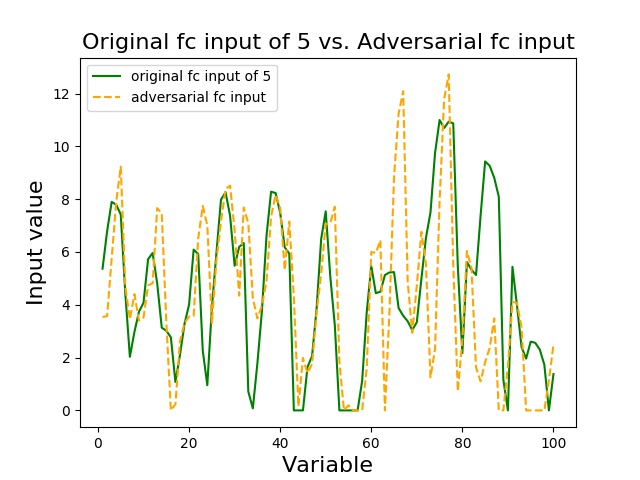 Original fc input of 5 vs. Adversarial fc input
original fc input of 5
adversarial fc input
Input value
12
10
8
6
4
2
0
0 20 40 60 80 100
Variable